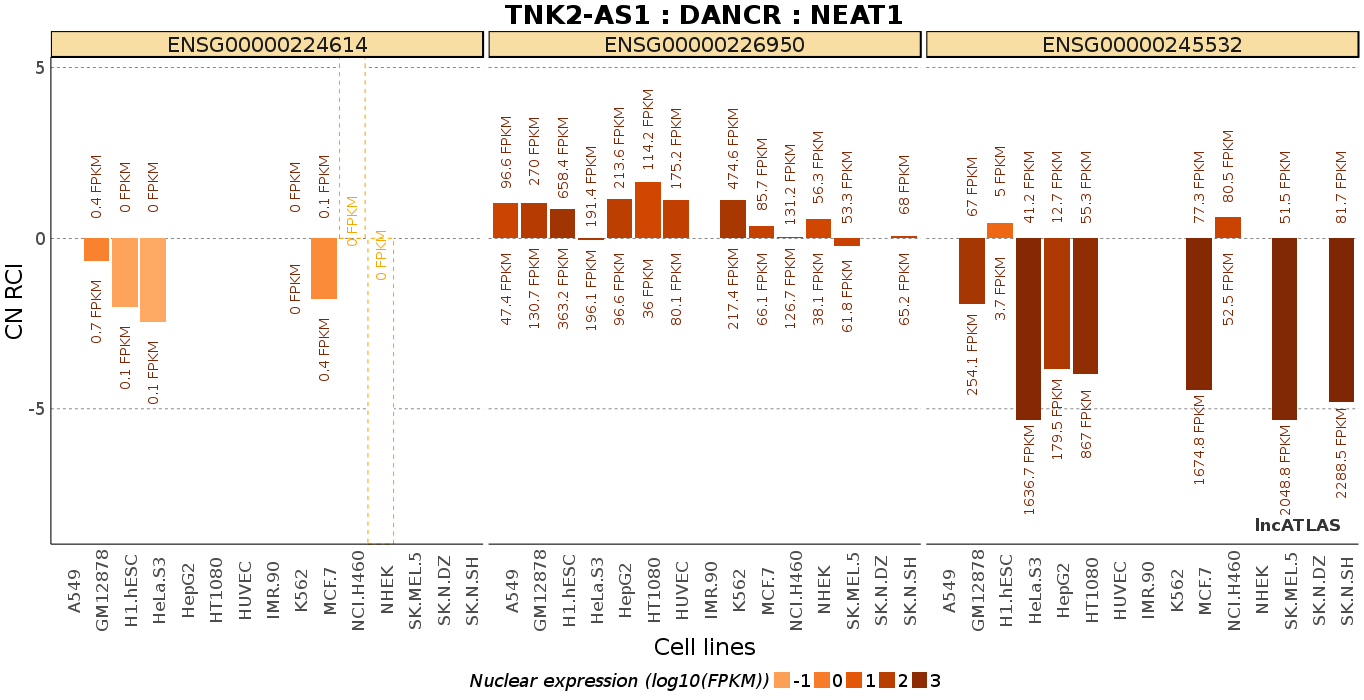 TNK2-AS1 : DANCR : NEAT1
ENSG00000224614
ENSG00000226950
ENSG00000245532
CN RCI
5
0
-5
0.4 FPKM
0 FPKM
0 FPKM
0 FPKM
0.1 FPKM
0 FPKM
0 FPKM
0.7 FPKM
0.1 FPKM
0.1 FPKM
0 FPKM
0.4 FPKM
96.6 FPKM
270 FPKM
658.4 FPKM
191.4 FPKM
213.6 FPKM
114.2 FPKM
175.2 FPKM
474.6 FPKM
85.7 FPKM
131.2 FPKM
56.3 FPKM
53.3 FPKM
68 FPKM
47.4 FPKM
130.7 FPKM
363.2 FPKM
196.1 FPKM
96.6 FPKM
36 FPKM
80.1 FPKM
217.4 FPKM
66.1 FPKM
126.7 FPKM
38.1 FPKM
61.8 FPKM
65.2 FPKM
67 FPKM
5 FPKM
41.2 FPKM
12.7 FPKM
55.3 FPKM
77.3 FPKM
80.5 FPKM
51.5 FPKM
81.7 FPKM
254.1 FPKM
3.7 FPKM
1636.7 FPKM
179.5 FPKM
867 FPKM
1674.8 FPKM
52.5 FPKM
2048.8 FPKM
2288.5 FPKM
lncATLAS
A549
GM12878
H1.hESC
HeLa.S3
HepG2
HT1080
HUVEC
IMR.90
K562
MCF.7
NCI.H460
NHEK
SK.MEL.5
SK.N.DZ
SK.N.SH
A549
GM12878
H1.hESC
HeLa.S3
HepG2
HT1080
HUVEC
IMR.90
K562
MCF.7
NCI.H460
NHEK
SK.MEL.5
SK.N.DZ
SK.N.SH
A549
GM12878
H1.hESC
HeLa.S3
HepG2
HT1080
HUVEC
IMR.90
K562
MCF.7
NCI.H460
NHEK
SK.MEL.5
SK.N.DZ
SK.N.SH
Cell lines
Nuclear expression (log10(FPKM)) -1 0 1 2 3